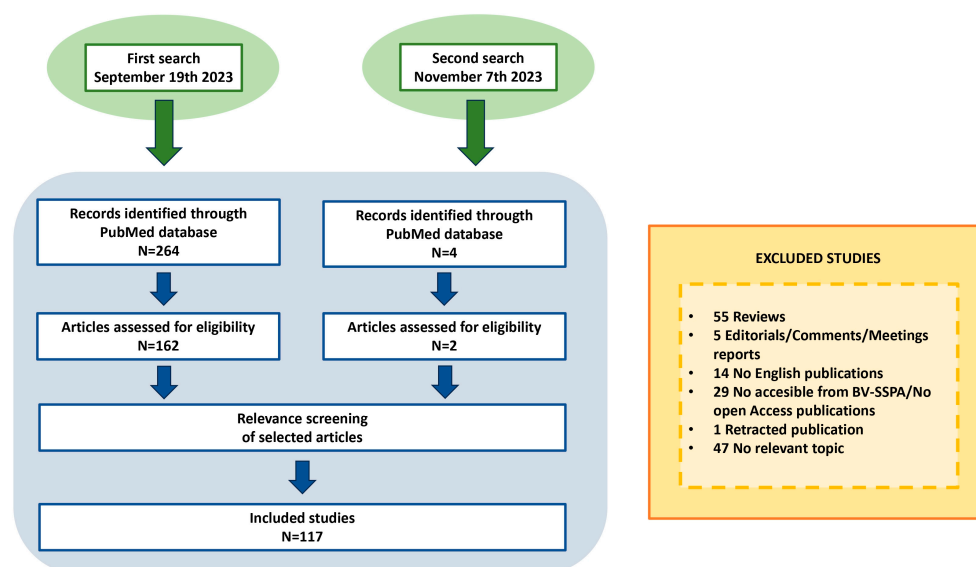 First search
September 19th 2023
Second search
November 7th 2023
Records identified througth
PubMed database
N=264
Records identified througth
PubMed database
N=4
Articles assessed for eligibility
N=162
Articles assessed for eligibility
N=2
Relevance screening
of selected articles
Included studies
N=117
EXCLUDED STUDIES
• 55 Reviews
• 5 Editorials/Comments/Meetings
reports
• 14 No English publications
• 29 No accesible from BV-SSPA/No
open Access publications
• 1 Retracted publication
• 47 No relevant topic